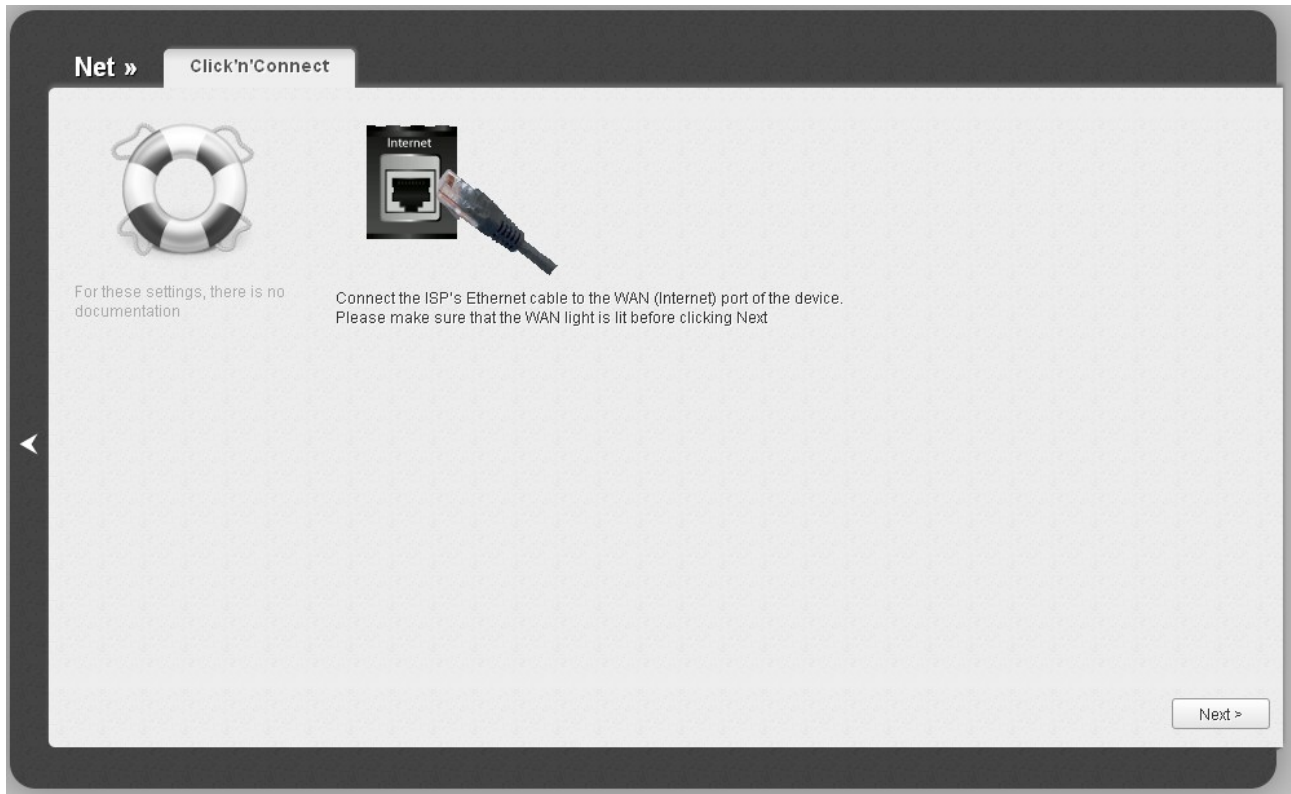 Net »
Click'n'Connect
Internet
For these settings, there is no
documentation
Connect the ISP's Ethernet cable to the WAN (Internet) port of the device.
Please make sure that the WAN light is lit before clicking Next
Next >